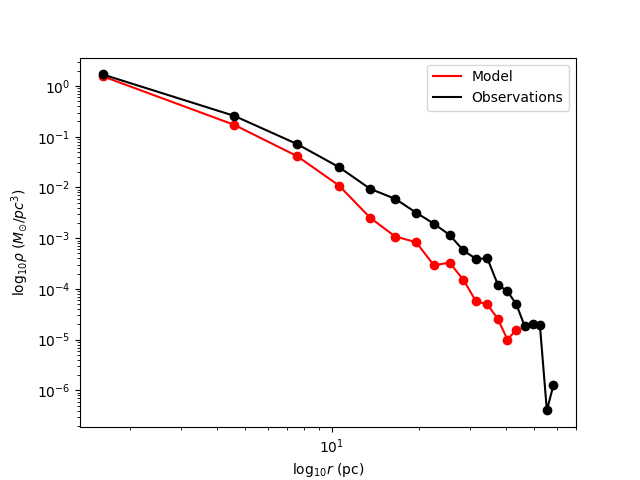 Model
Observations
10⁰
10⁻¹
10⁻²
10⁻³
10⁻⁴
10⁻⁵
10⁻⁶
log₁₀ρ (M⊙/pc³)
10¹
log₁₀r (pc)